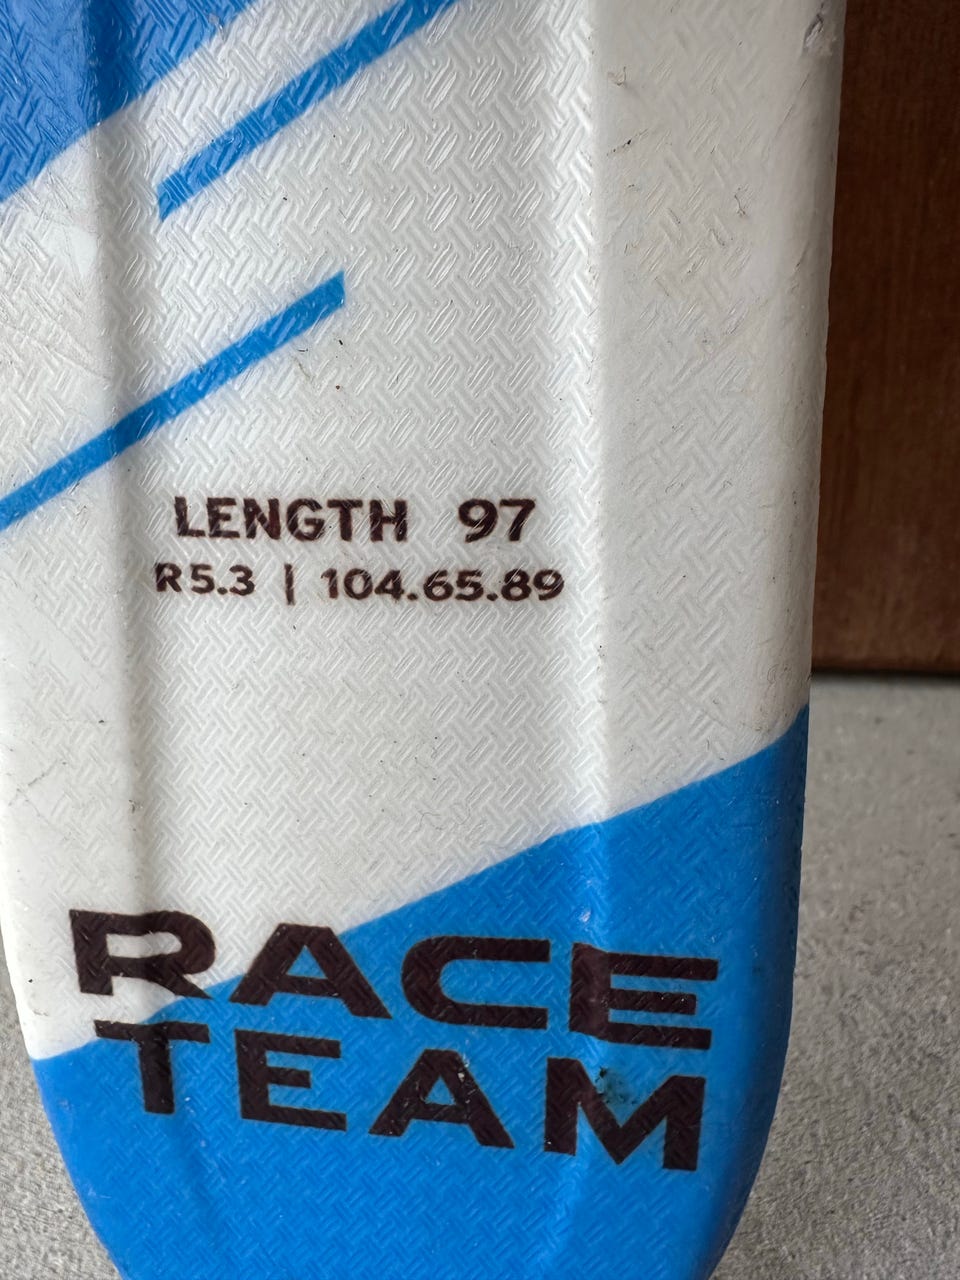 LENGTH 97
R5.3 | 104.65.89
RACE
TEAM